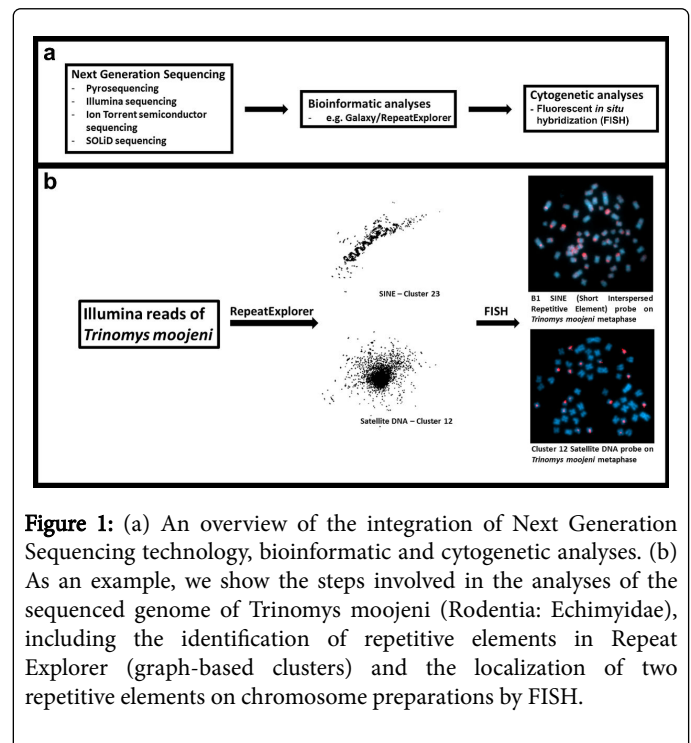 a
Next Generation Sequencing
- Pyrosequencing
- Illumina sequencing
- Ion Torrent semiconductor
sequencing
- SOLiD sequencing
Bioinformatic analyses
- e.g. Galaxy/RepeatExplorer
Cytogenetic analyses
- Fluorescent in situ
hybridization (FISH)
b
Illumina reads of
Trinomys moojeni
RepeatExplorer
SINE – Cluster 23
Satellite DNA – Cluster 12
FISH
B1 SINE (Short Interspersed
Repetitive Element) probe on
Trinomys moojeni metaphase
Cluster 12 Satellite DNA probe on
Trinomys moojeni metaphase
Figure 1: (a) An overview of the integration of Next Generation
Sequencing technology, bioinformatic and cytogenetic analyses. (b)
As an example, we show the steps involved in the analyses of the
sequenced genome of Trinomys moojeni (Rodentia: Echimyidae),
including the identification of repetitive elements in Repeat
Explorer (graph-based clusters) and the localization of two
repetitive elements on chromosome preparations by FISH.